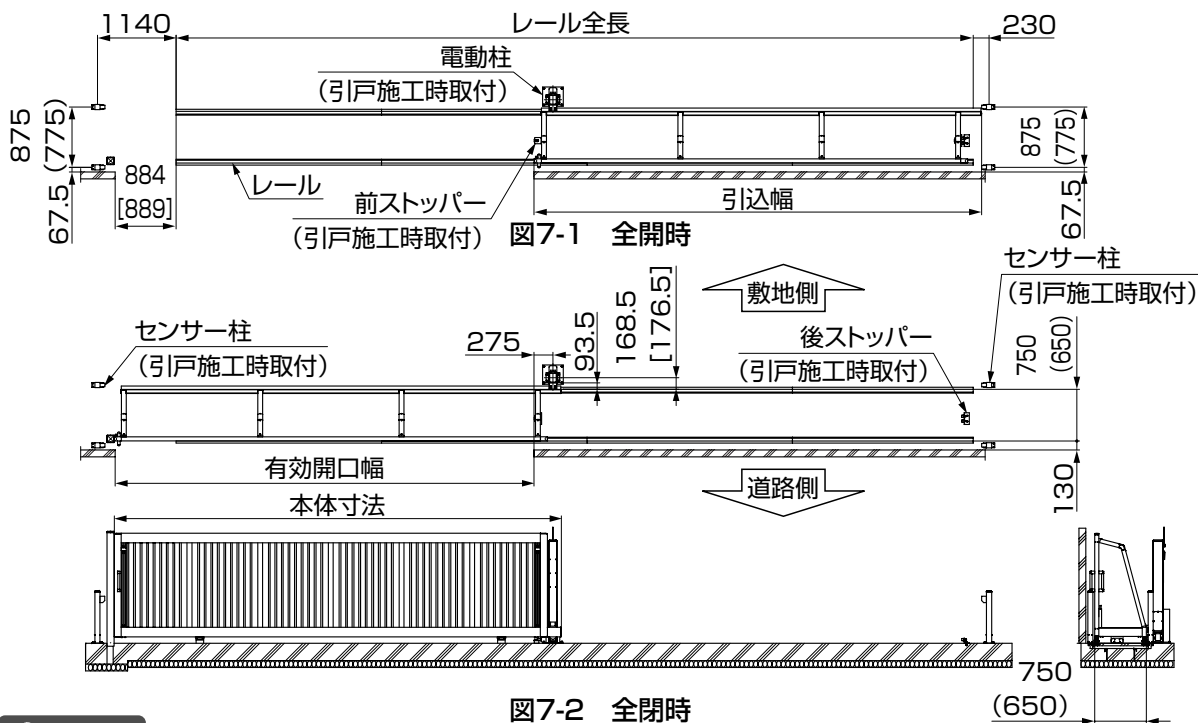 1140
レール全長
230
電動柱
(引戸施工時取付)
875
(775)
875
(775)
67.5
884
[889]
レール
前ストッパー
(引戸施工時取付)
引込幅
67.5
図7-1 全開時
敷地側
センサー柱
(引戸施工時取付)
センサー柱
(引戸施工時取付)
275
93.5
168.5
[176.5]
後ストッパー
(引戸施工時取付)
750
(650)
有効開口幅
道路側
130
本体寸法
750
(650)
図7-2 全閉時